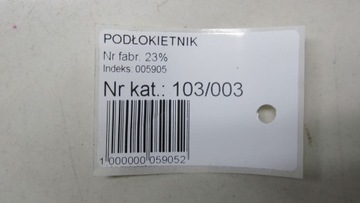 PODŁOKIETNIK
Nr fabr. 23%
Indeks: 005905
Nr kat.: 103/003
1 000000 059052